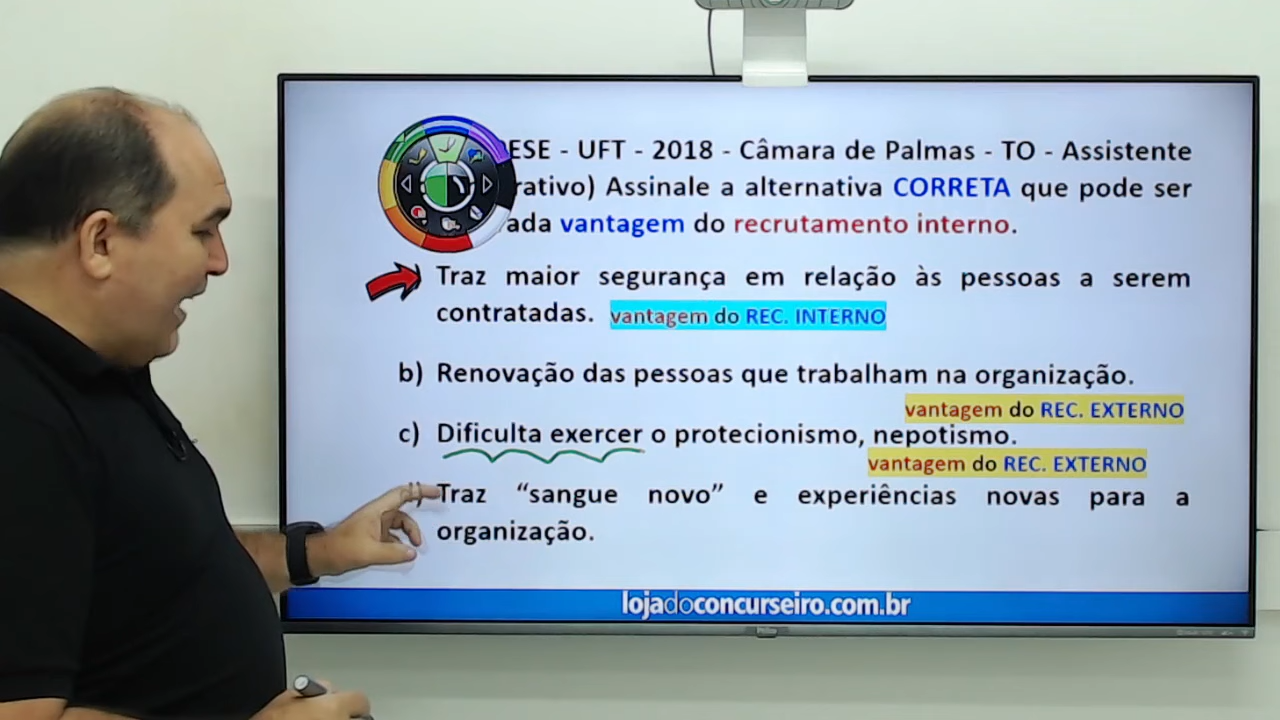 ESE - UFT - 2018 - Câmara de Palmas - TO - Assistente
rativo) Assinale a alternativa CORRETA que pode ser
ada vantagem do recrutamento interno.
Traz maior segurança em relação às pessoas a serem
contratadas. vantagem do REC. INTERNO
b) Renovação das pessoas que trabalham na organização.
vantagem do REC. EXTERNO
c) Dificulta exercer o protecionismo, nepotismo.
vantagem do REC. EXTERNO
Traz “sangue novo” e experiências novas para a
organização.
lojadoconcurseiro.com.br